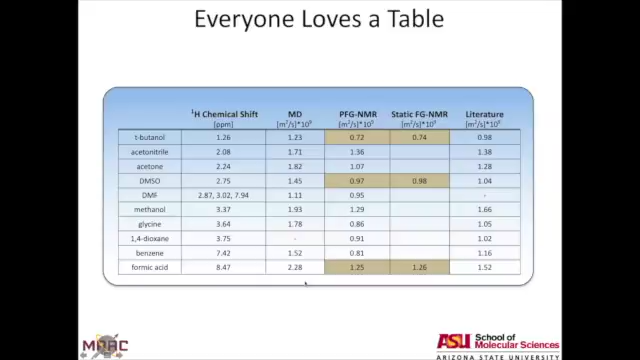 Everyone Loves a Table
¹H Chemical Shift MD PFG-NMR Static FG-NMR Literature
[ppm] [m²/s]*10⁹ [m²/s]*10⁹ [m²/s]*10⁹ [m²/s]*10⁹
t-butanol 1.26 1.23 0.72 0.74 0.98
acetonitrile 2.08 1.71 1.36 1.38
acetone 2.24 1.82 1.07 1.28
DMSO 2.75 1.45 0.97 0.98 1.04
DMF 2.87, 3.02, 7.94 1.11 0.95 -
methanol 3.37 1.93 1.29 1.66
glycine 3.64 1.78 0.86 1.05
1,4-dioxane 3.75 - 0.91 1.02
benzene 7.42 1.52 0.81 1.16
formic acid 8.47 2.28 1.25 1.26 1.52
MRRC
ASU School of
Molecular Sciences
ARIZONA STATE UNIVERSITY